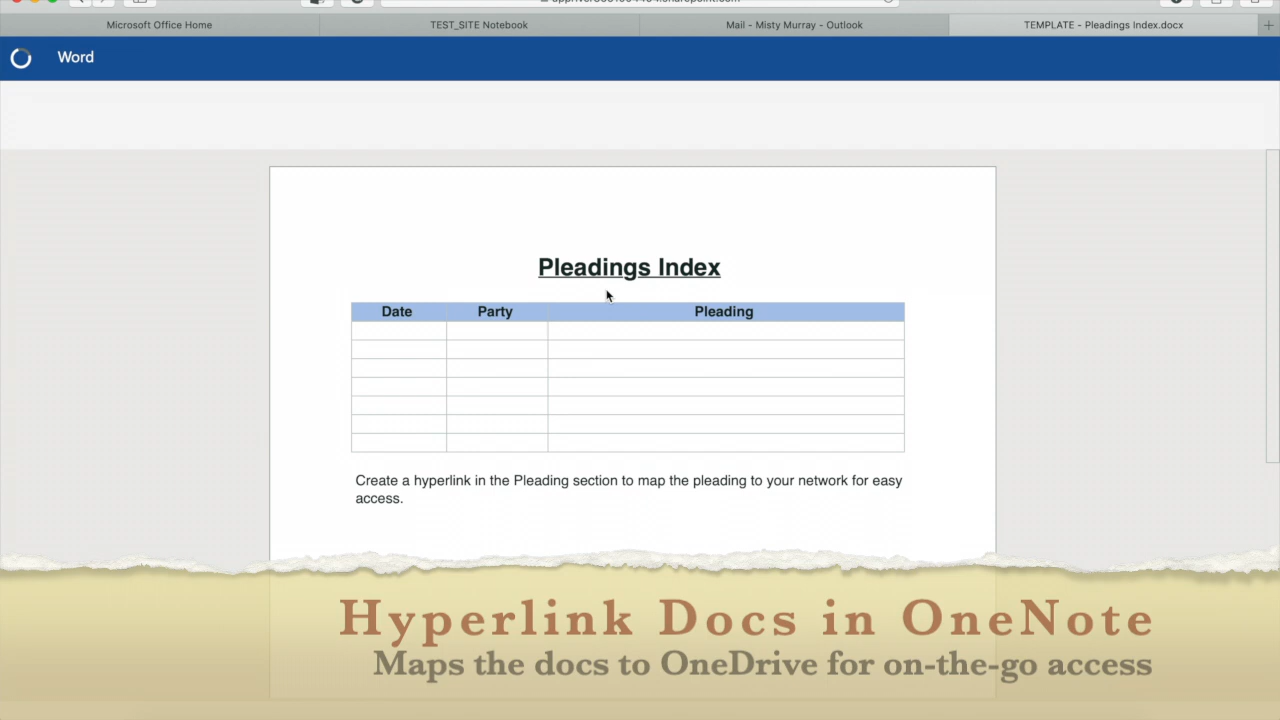 Microsoft Office Home
TEST_SITE Notebook
Mail - Misty Murray - Outlook
TEMPLATE - Pleadings Index.docx
Word
Pleadings Index
Date Party Pleading
Create a hyperlink in the Pleading section to map the pleading to your network for easy
access.
Hyperlink Docs in OneNote
Maps the docs to OneDrive for on-the-go access